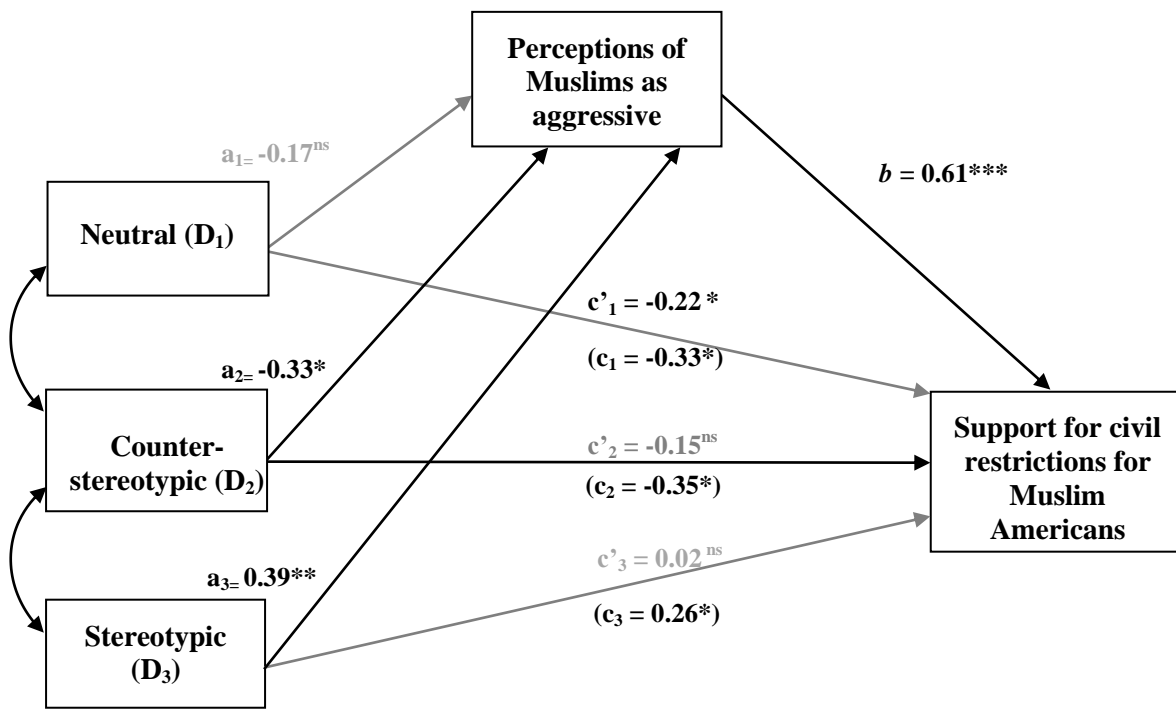 Perceptions of
Muslims as
aggressive
a₁₌ -0.17ⁿˢ
b = 0.61***
Neutral (D₁)
c’₁ = -0.22 *
(c₁ = -0.33*)
a₂₌ -0.33*
Counter-
stereotypic (D₂)
c’₂ = -0.15ⁿˢ
(c₂ = -0.35*)
Support for civil
restrictions for
Muslim
Americans
a₃₌ 0.39**
c’₃ = 0.02 ⁿˢ
(c₃ = 0.26*)
Stereotypic
(D₃)